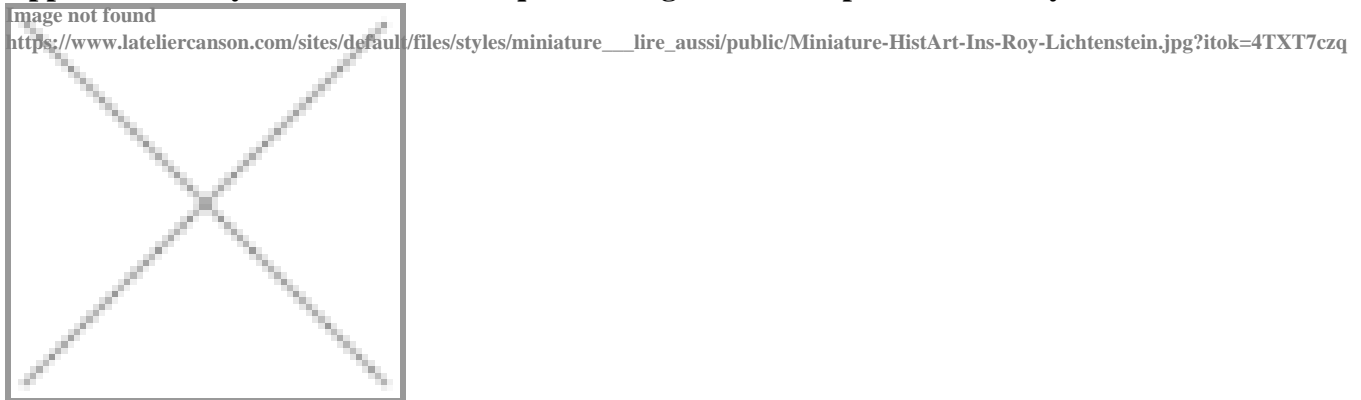 Image not found
https://www.lateliercanson.com/sites/default/files/styles/miniature___lire_aussi/public/Miniature-HistArt-Ins-Roy-Lichtenstein.jpg?itok=4TXT7czq